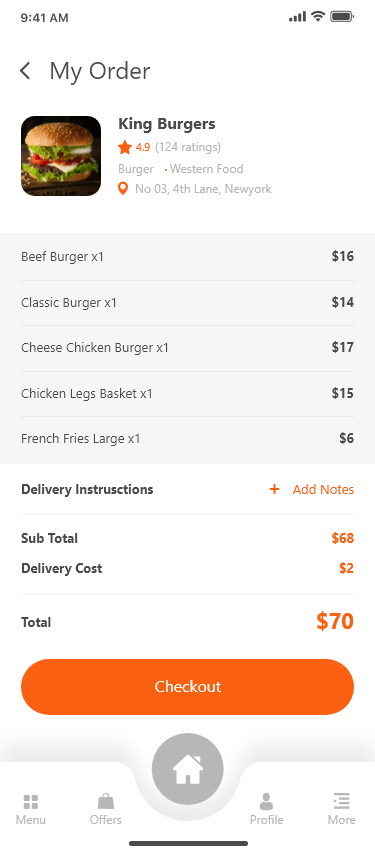 9:41 AM
My Order
King Burgers
4.9 (124 ratings)
Burger • Western Food
No 03, 4th Lane, Newyork
Beef Burger x1 $16
Classic Burger x1 $14
Cheese Chicken Burger x1 $17
Chicken Legs Basket x1 $15
French Fries Large x1 $6
Delivery Instrusctions + Add Notes
Sub Total $68
Delivery Cost $2
Total $70
Checkout
Menu Offers Profile More